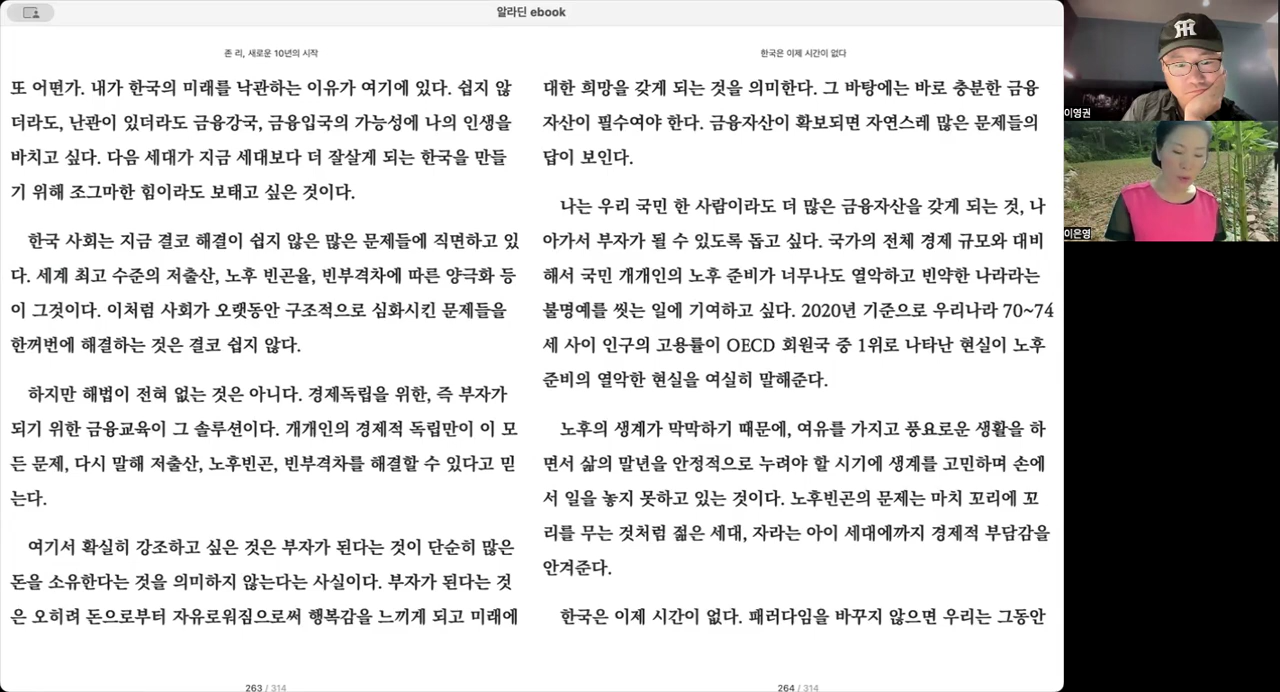 알라딘 ebook
존 리, 새로운 10년의 시작
또 어떤가. 내가 한국의 미래를 낙관하는 이유가 여기에 있다. 쉽지 않
더라도, 난관이 있더라도 금융강국, 금융입국의 가능성에 나의 인생을
바치고 싶다. 다음 세대가 지금 세대보다 더 잘살게 되는 한국을 만들
기 위해 조그마한 힘이라도 보태고 싶은 것이다.
한국 사회는 지금 결코 해결이 쉽지 않은 많은 문제들에 직면하고 있
다. 세계 최고 수준의 저출산, 노후 빈곤율, 빈부격차에 따른 양극화 등
이 그것이다. 이처럼 사회가 오랫동안 구조적으로 심화시킨 문제들을
한꺼번에 해결하는 것은 결코 쉽지 않다.
하지만 해법이 전혀 없는 것은 아니다. 경제독립을 위한, 즉 부자가
되기 위한 금융교육이 그 솔루션이다. 개개인의 경제적 독립만이 이 모
든 문제, 다시 말해 저출산, 노후빈곤, 빈부격차를 해결할 수 있다고 믿
는다.
여기서 확실히 강조하고 싶은 것은 부자가 된다는 것이 단순히 많은
돈을 소유한다는 것을 의미하지 않는다는 사실이다. 부자가 된다는 것
은 오히려 돈으로부터 자유로워짐으로써 행복감을 느끼게 되고 미래에
263 / 314
한국은 이제 시간이 없다
대한 희망을 갖게 되는 것을 의미한다. 그 바탕에는 바로 충분한 금융
자산이 필수여야 한다. 금융자산이 확보되면 자연스레 많은 문제들의
답이 보인다.
나는 우리 국민 한 사람이라도 더 많은 금융자산을 갖게 되는 것, 나
아가서 부자가 될 수 있도록 돕고 싶다. 국가의 전체 경제 규모와 대비
해서 국민 개개인의 노후 준비가 너무나도 열악하고 빈약한 나라라는
불명예를 씻는 일에 기여하고 싶다. 2020년 기준으로 우리나라 70~74
세 사이 인구의 고용률이 OECD 회원국 중 1위로 나타난 현실이 노후
준비의 열악한 현실을 여실히 말해준다.
노후의 생계가 막막하기 때문에, 여유를 가지고 풍요로운 생활을 하
면서 삶의 말년을 안정적으로 누려야 할 시기에 생계를 고민하며 손에
서 일을 놓지 못하고 있는 것이다. 노후빈곤의 문제는 마치 꼬리에 꼬
리를 무는 것처럼 젊은 세대, 자라는 아이 세대에까지 경제적 부담감을
안겨준다.
한국은 이제 시간이 없다. 패러다임을 바꾸지 않으면 우리는 그동안
264 / 314
이영권
이은영